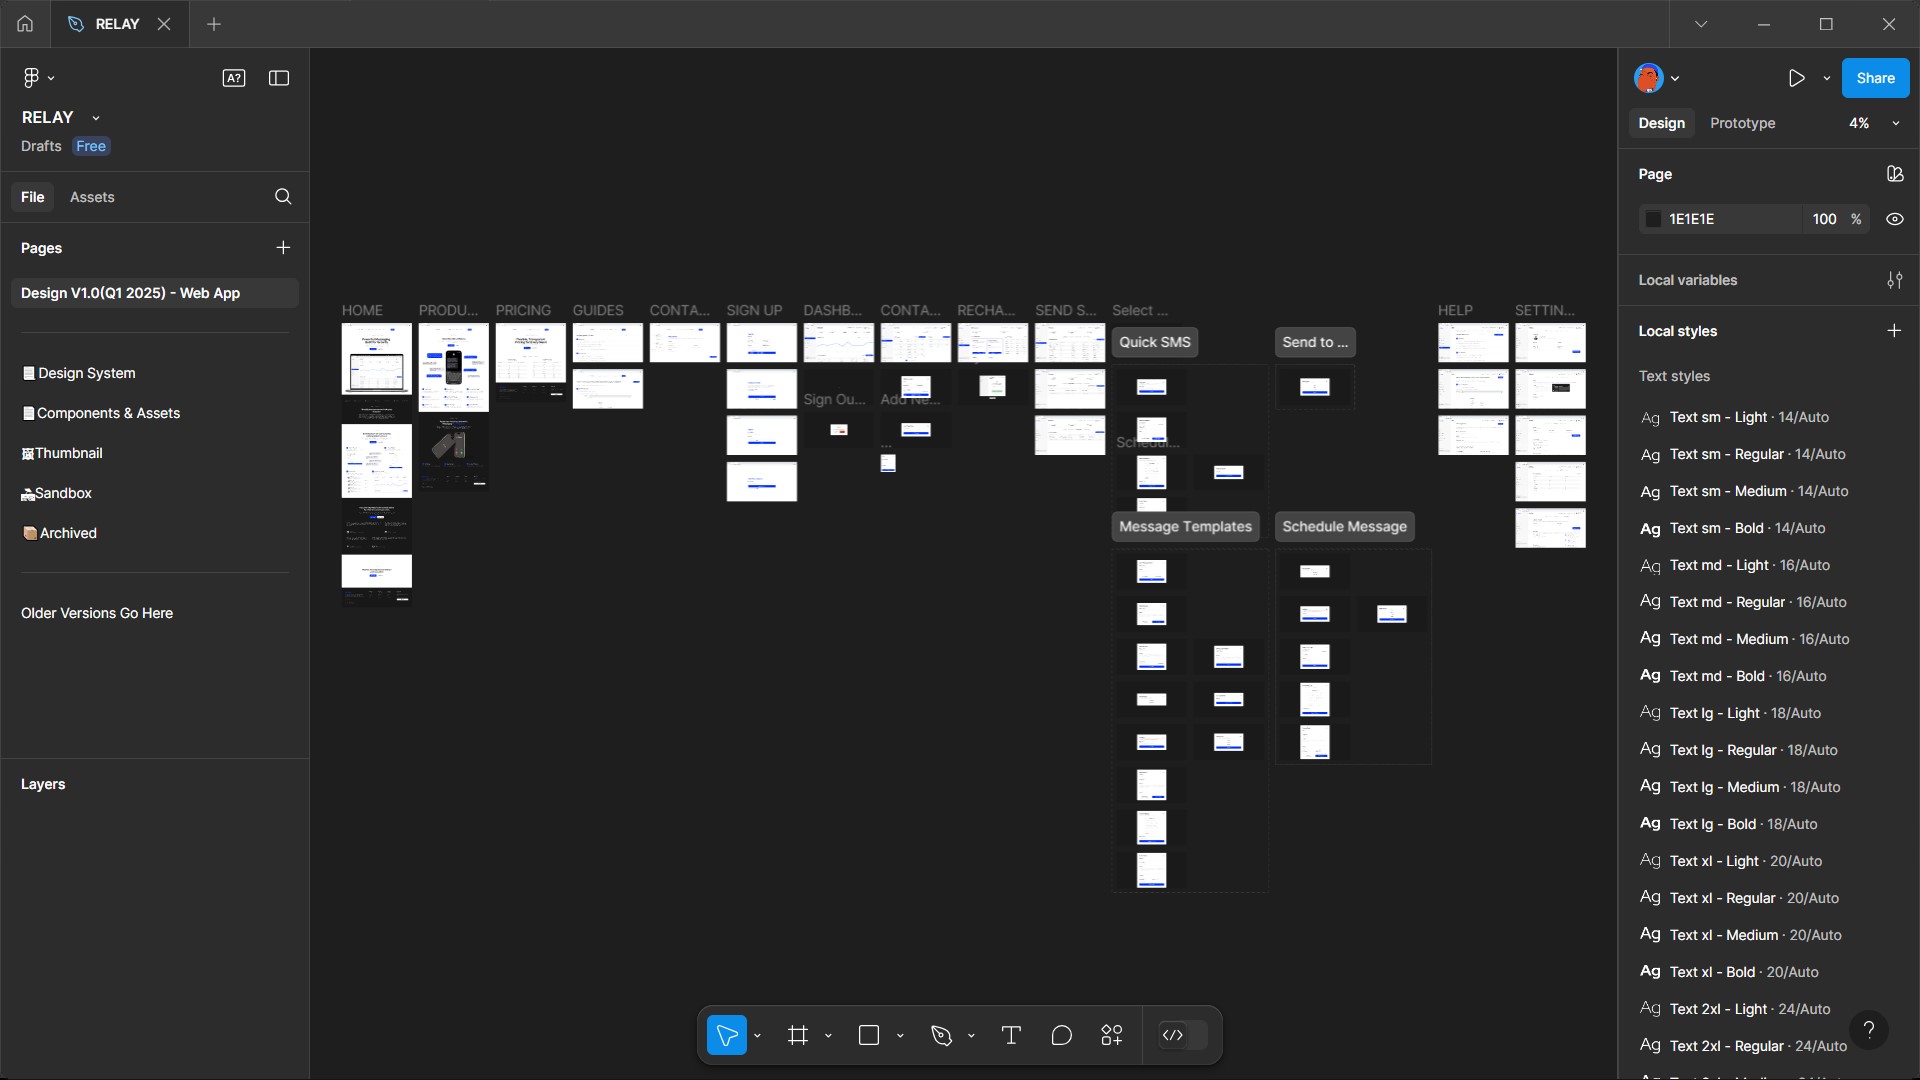 RELAY
A?
RELAY
Drafts Free
File Assets
Pages
Design V1.0(Q1 2025) - Web App
Design System
Components & Assets
Thumbnail
Sandbox
Archived
Older Versions Go Here
Layers
HOME
PRODU...
PRICING
GUIDES
CONTA...
SIGN UP
DASHB...
CONTA...
RECHA...
SEND S...
Select ...
HELP
SETTIN...
Quick SMS
Send to ...
Sign Ou...
Add Ne...
...
Schedul...
Message Templates
Schedule Message
Share
Design Prototype 4%
Page
1E1E1E 100 %
Local variables
Local styles
Text styles
Ag Text sm - Light · 14/Auto
Ag Text sm - Regular · 14/Auto
Ag Text sm - Medium · 14/Auto
Ag Text sm - Bold · 14/Auto
Ag Text md - Light · 16/Auto
Ag Text md - Regular · 16/Auto
Ag Text md - Medium · 16/Auto
Ag Text md - Bold · 16/Auto
Ag Text lg - Light · 18/Auto
Ag Text lg - Regular · 18/Auto
Ag Text lg - Medium · 18/Auto
Ag Text lg - Bold · 18/Auto
Ag Text xl - Light · 20/Auto
Ag Text xl - Regular · 20/Auto
Ag Text xl - Medium · 20/Auto
Ag Text xl - Bold · 20/Auto
Ag Text 2xl - Light · 24/Auto
Ag Text 2xl - Regular · 24/Auto
?